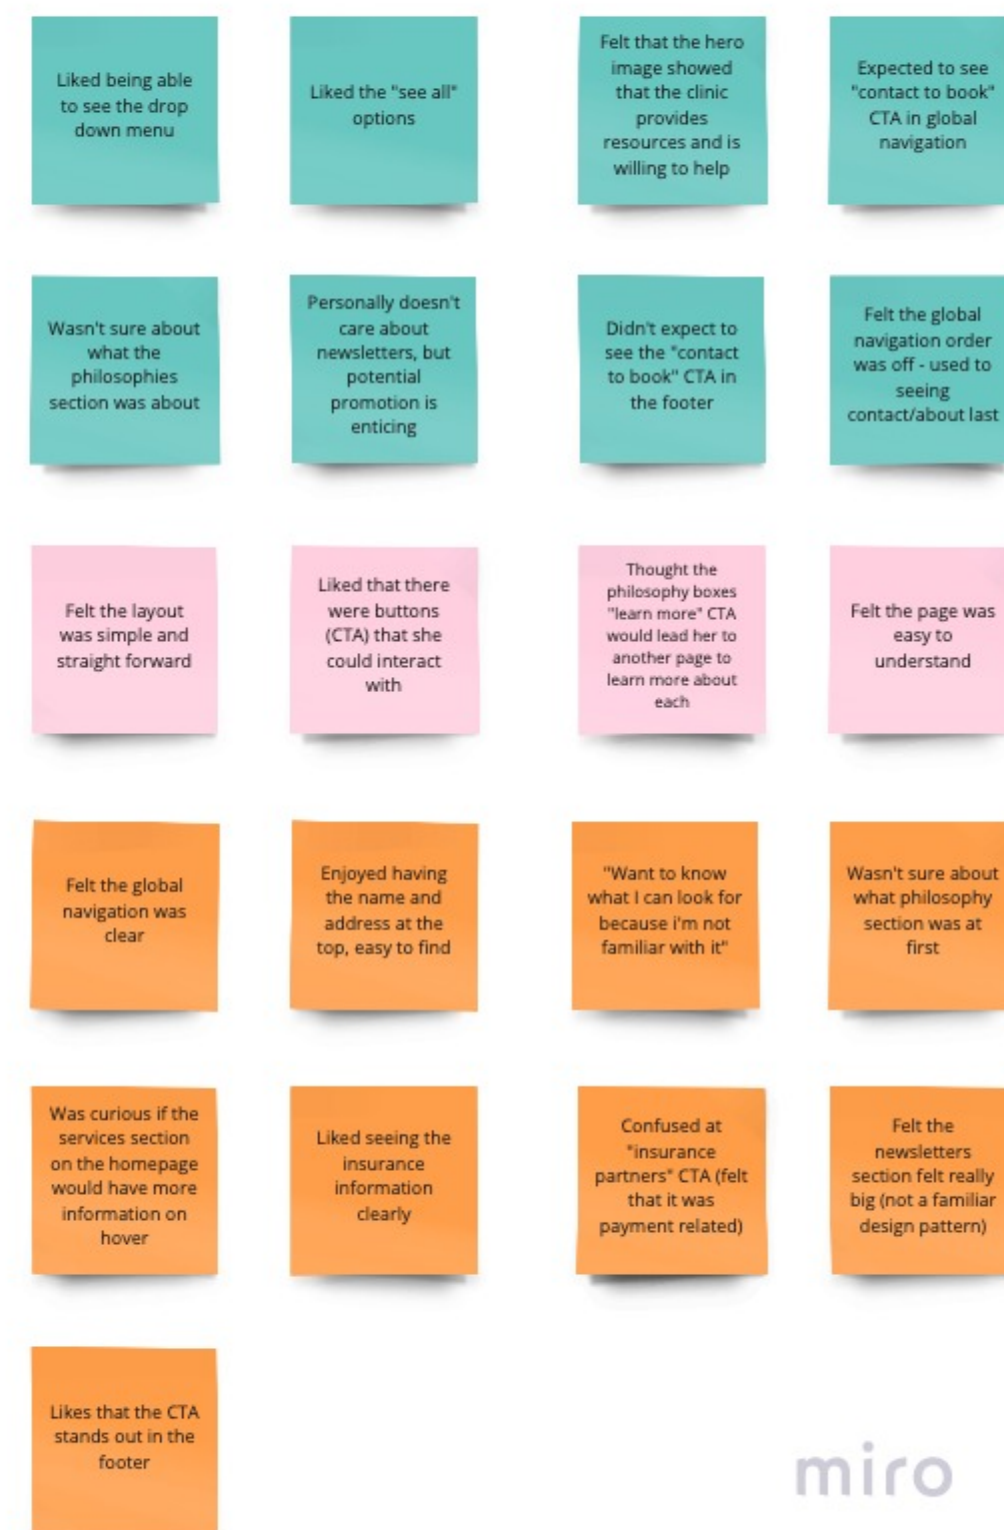 Liked being able
to see the drop
down menu
Liked the "see all"
options
Felt that the hero
image showed
that the clinic
provides
resources and is
willing to help
Expected to see
"contact to book"
CTA in global
navigation
Wasn't sure about
what the
philosophies
section was about
Personally doesn't
care about
newsletters, but
potential
promotion is
enticing
Didn't expect to
see the "contact
to book" CTA in
the footer
Felt the global
navigation order
was off - used to
seeing
contact/about last
Felt the layout
was simple and
straight forward
Liked that there
were buttons
(CTA) that she
could interact
with
Thought the
philosophy boxes
"learn more" CTA
would lead her to
another page to
learn more about
each
Felt the page was
easy to
understand
Felt the global
navigation was
clear
Enjoyed having
the name and
address at the
top, easy to find
"Want to know
what I can look for
because i'm not
familiar with it"
Wasn't sure about
what philosophy
section was at
first
Was curious if the
services section
on the homepage
would have more
information on
hover
Liked seeing the
insurance
information
clearly
Confused at
"insurance
partners" CTA (felt
that it was
payment related)
Felt the
newsletters
section felt really
big (not a familiar
design pattern)
Likes that the CTA
stands out in the
footer
miro